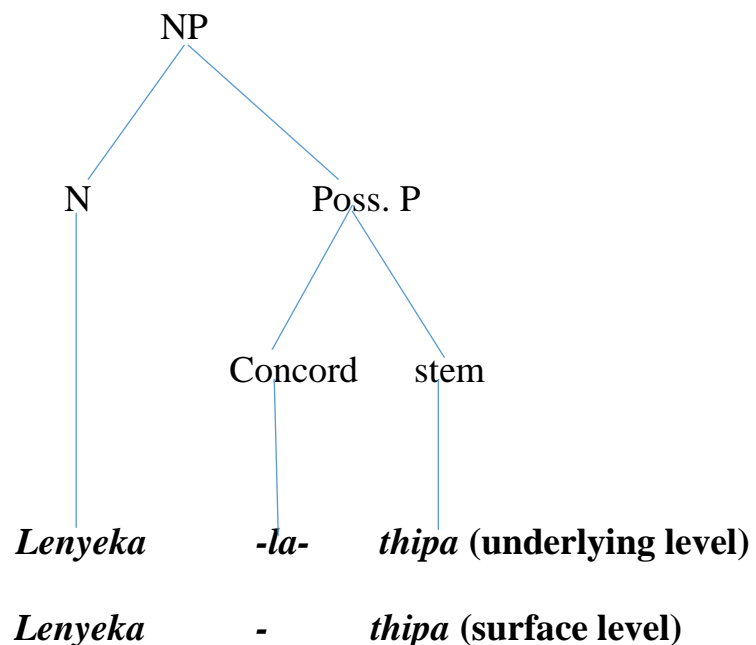 NP
N Poss. P
Concord stem
Lenyeka -la- thipa (underlying level)
Lenyeka - thipa (surface level)